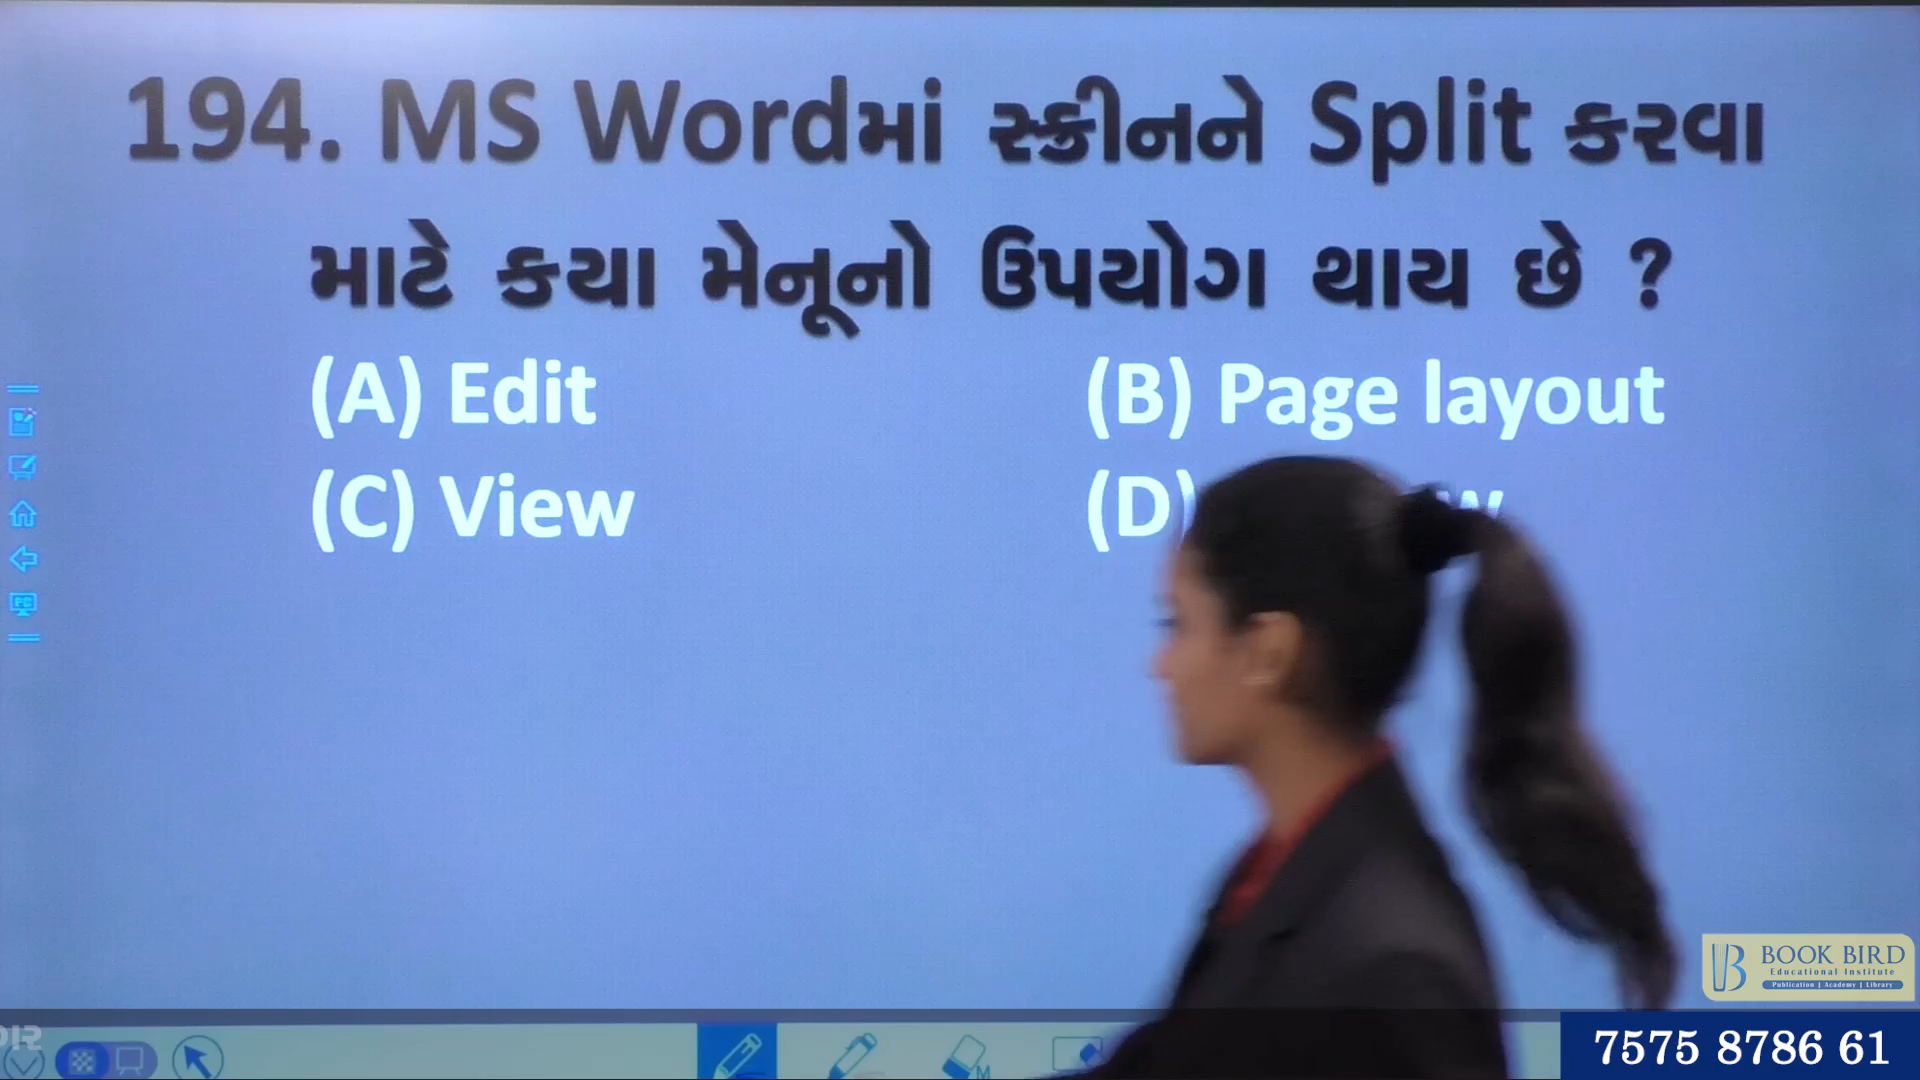 194. MS Wordમાં સ્ક્રીનને Split કરવા
માટે કયા મેનૂનો ઉપયોગ થાય છે ?
(A) Edit
(B) Page layout
(C) View
(D)
BOOK BIRD
Educational Institute
Publication | Academy | Library
7575 8786 61